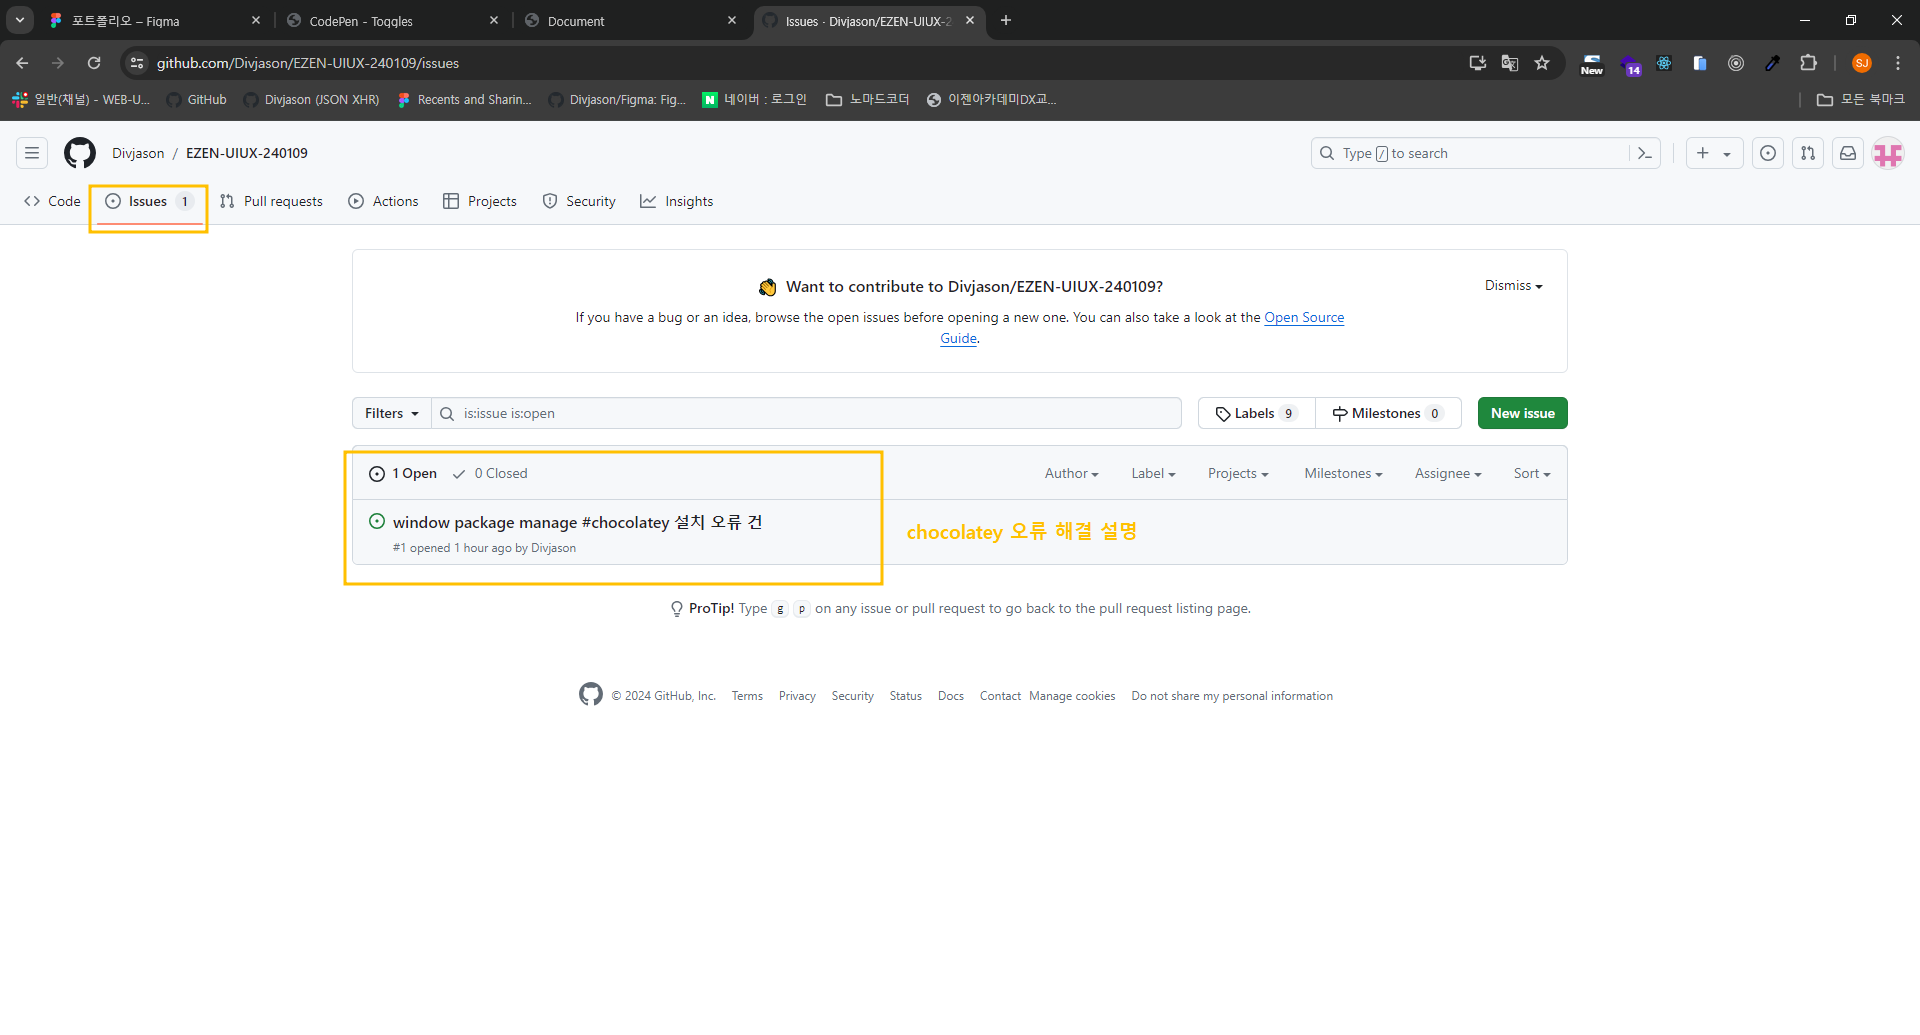 포트폴리오 – Figma
CodePen - Toggles
Document
Issues · Divjason/EZEN-UIUX-2
github.com/Divjason/EZEN-UIUX-240109/issues
New
14
SJ
일반(채널) - WEB-U...
GitHub
Divjason (JSON XHR)
Recents and Sharin...
Divjason/Figma: Fig...
N 네이버 : 로그인
노마드코더
이젠아카데미DX교...
모든 북마크
Divjason / EZEN-UIUX-240109
Type / to search
Code
Issues 1
Pull requests
Actions
Projects
Security
Insights
Want to contribute to Divjason/EZEN-UIUX-240109?
Dismiss
If you have a bug or an idea, browse the open issues before opening a new one. You can also take a look at the Open Source
Guide.
Filters
is:issue is:open
Labels 9
Milestones 0
New issue
1 Open
0 Closed
Author
Label
Projects
Milestones
Assignee
Sort
window package manage #chocolatey 설치 오류 건
#1 opened 1 hour ago by Divjason
chocolatey 오류 해결 설명
ProTip! Type g p on any issue or pull request to go back to the pull request listing page.
© 2024 GitHub, Inc.
Terms
Privacy
Security
Status
Docs
Contact
Manage cookies
Do not share my personal information